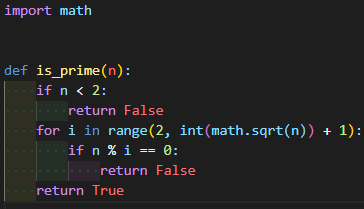 import math


def is_prime(n):
    if n < 2:
        return False
    for i in range(2, int(math.sqrt(n)) + 1):
        if n % i == 0:
            return False
    return True